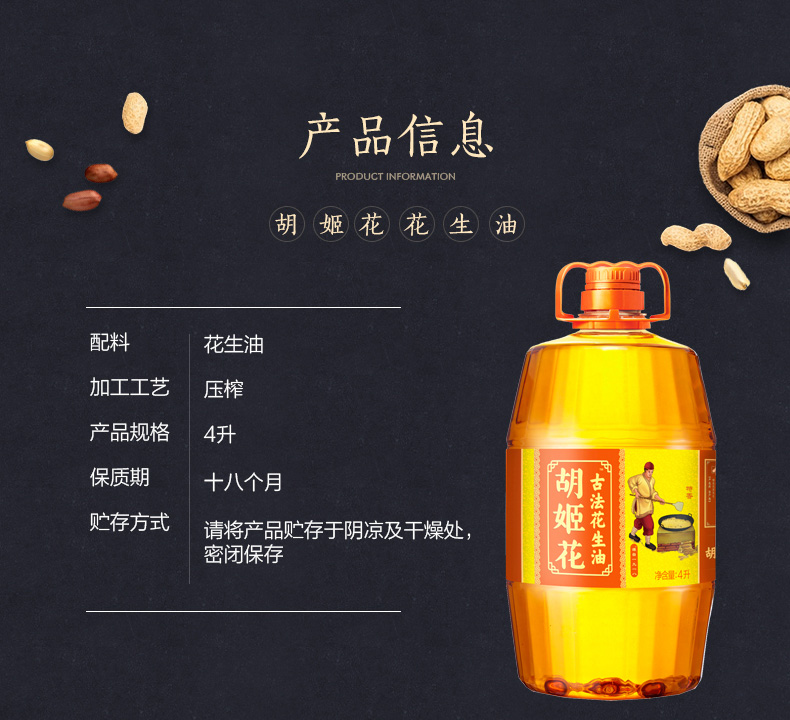 产品信息
PRODUCT INFORMATION
胡姬花花生油
配料 花生油
加工工艺 压榨
产品规格 4升
保质期 十八个月
贮存方式 请将产品贮存于阴凉及干燥处，
密闭保存
古法花生油
胡姬花
净含量:4升
胡